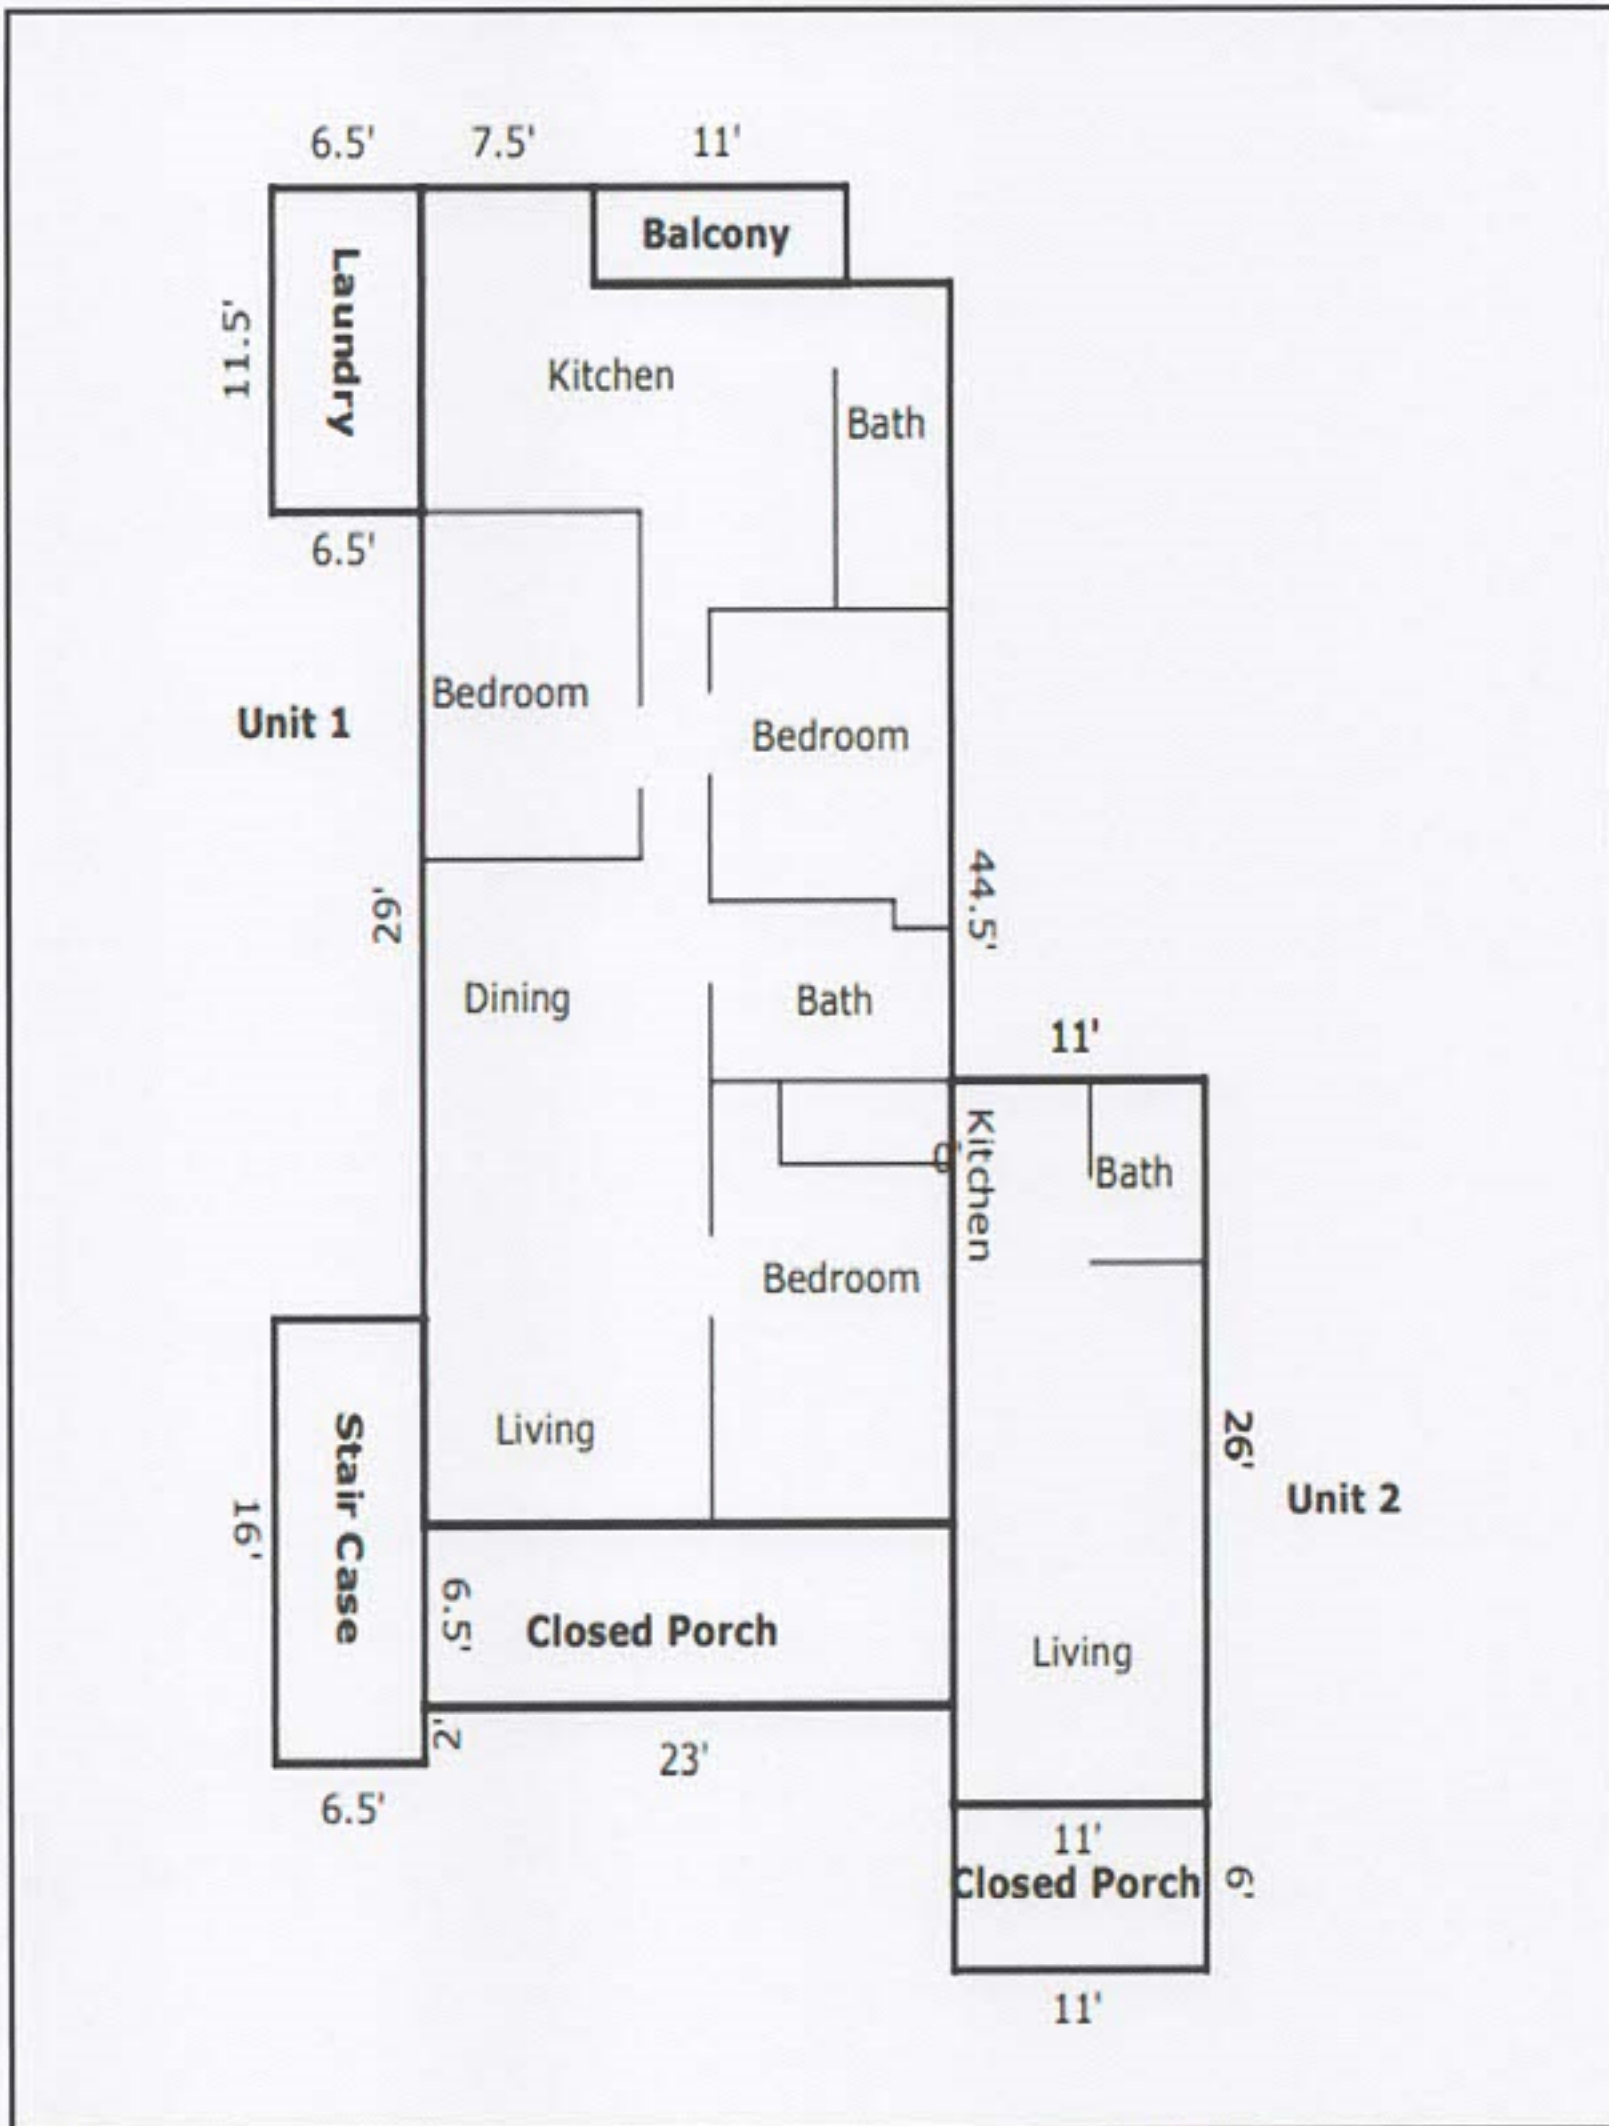 6.5' 7.5' 11'
Balcony
Laundry
11.5'
Kitchen
Bath
6.5'
Bedroom
Unit 1
Bedroom
44.5'
29'
Dining
Bath
11'
Kitchen
Bath
Bedroom
26'
Living
Stair Case
Unit 2
16'
6.5'
Closed Porch
Living
2'
23'
6.5'
11'
Closed Porch
6'
11'